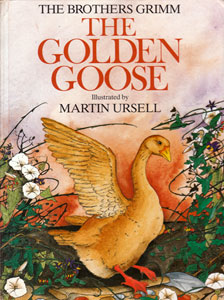 THE BROTHERS GRIMM
THE
GOLDEN
GOOSE
Illustrated by
MARTIN URSELL